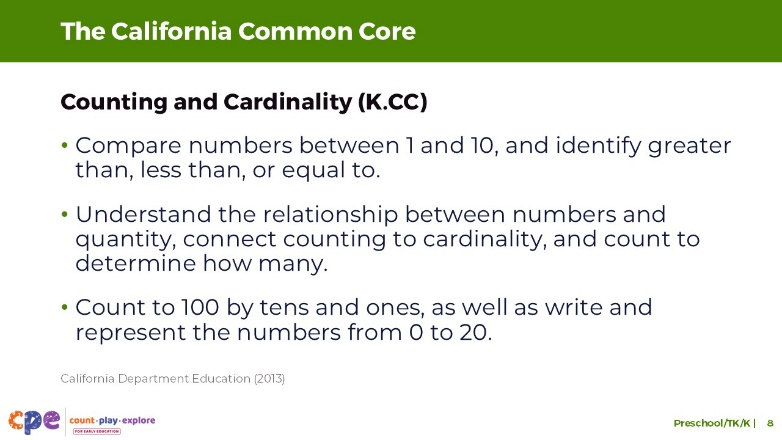 The California Common Core
Counting and Cardinality (K.CC)
• Compare numbers between 1 and 10, and identify greater
than, less than, or equal to.
• Understand the relationship between numbers and
quantity, connect counting to cardinality, and count to
determine how many.
• Count to 100 by tens and ones, as well as write and
represent the numbers from 0 to 20.
California Department Education (2013)
cpe
count·play·explore
FOR EARLY EDUCATION
Preschool/TK/K | 8